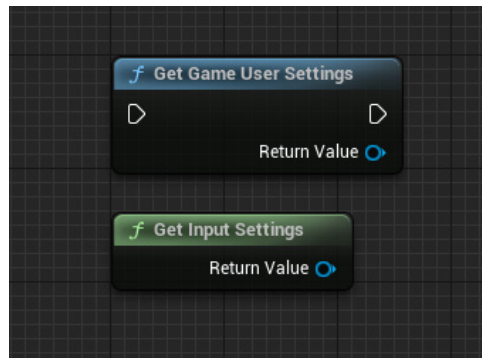 f Get Game User Settings
Return Value
f Get Input Settings
Return Value